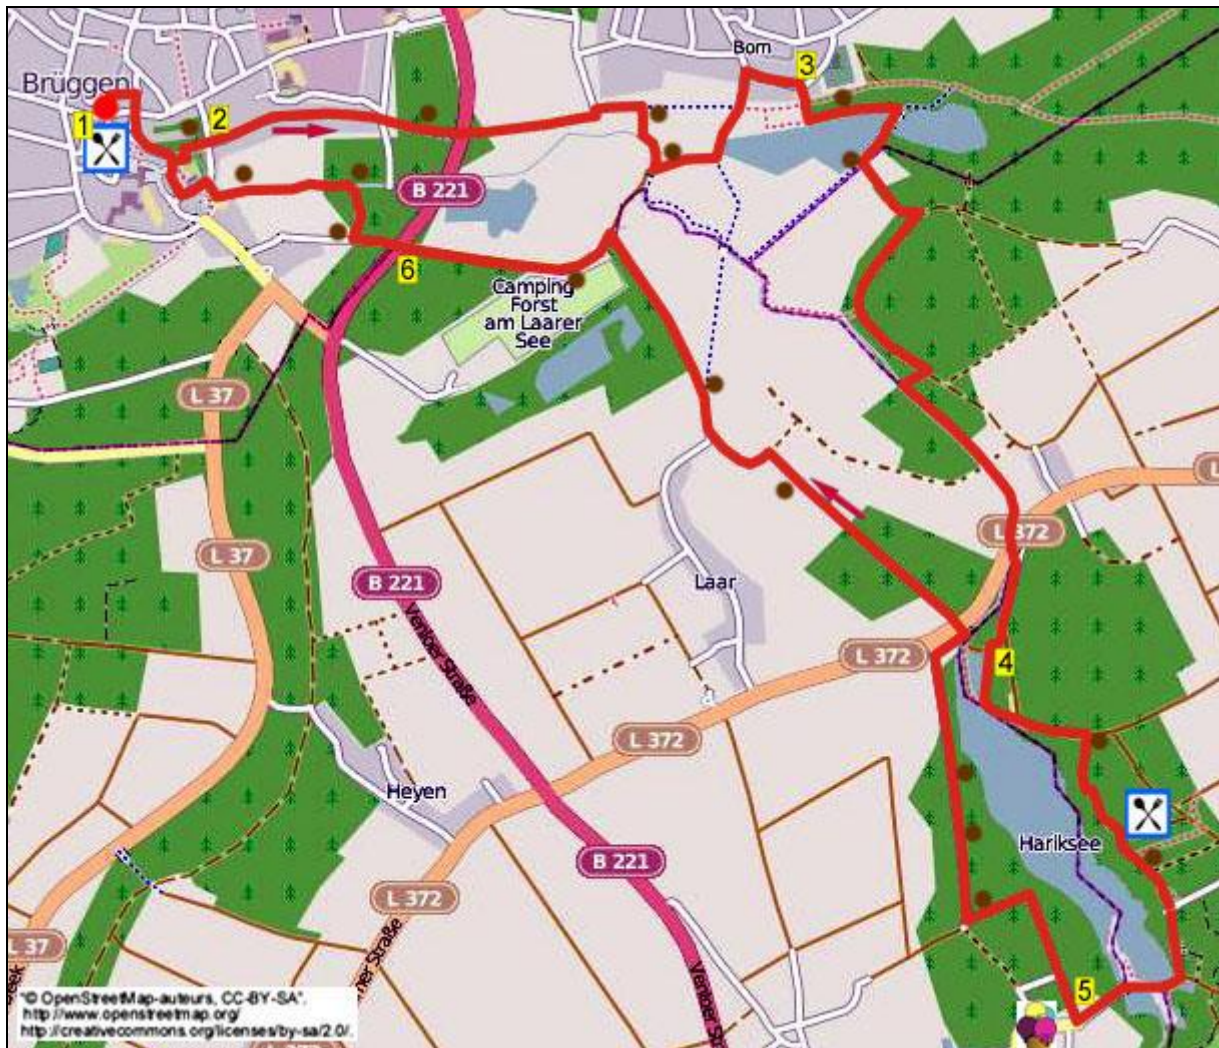 Born
3
Brüggen
1
2
B 221
6
Camping
Forst
am Laarer
See
L 37
L 372
L 37
B 221
Laar
Venloer Straße
L 372
4
L 372
Heyen
Hariksee
B 221
L 372
L 37
5
"© OpenStreetMap-auteurs, CC-BY-SA".
http://www.openstreetmap.org/
http://creativecommons.org/licenses/by-sa/2.0/.